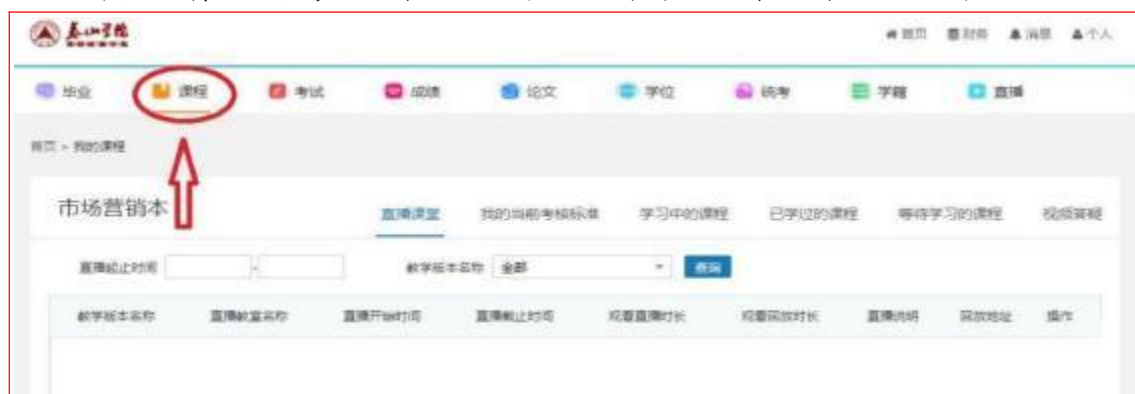 泰山学院
首页 财务 消息 个人
毕业 课程 考试 成绩 论文 学位 统考 学籍 直播
首页 > 我的课程
市场营销本
直播课堂 我的当前考核标准 学习中的课程 已学过的课程 等待学习的课程 视频答疑
直播起止时间 - 教学版本名称 全部 查询
教学版本名称 直播教室名称 直播开始时间 直播截止时间 观看直播时长 观看回放时长 直播说明 回放地址 操作